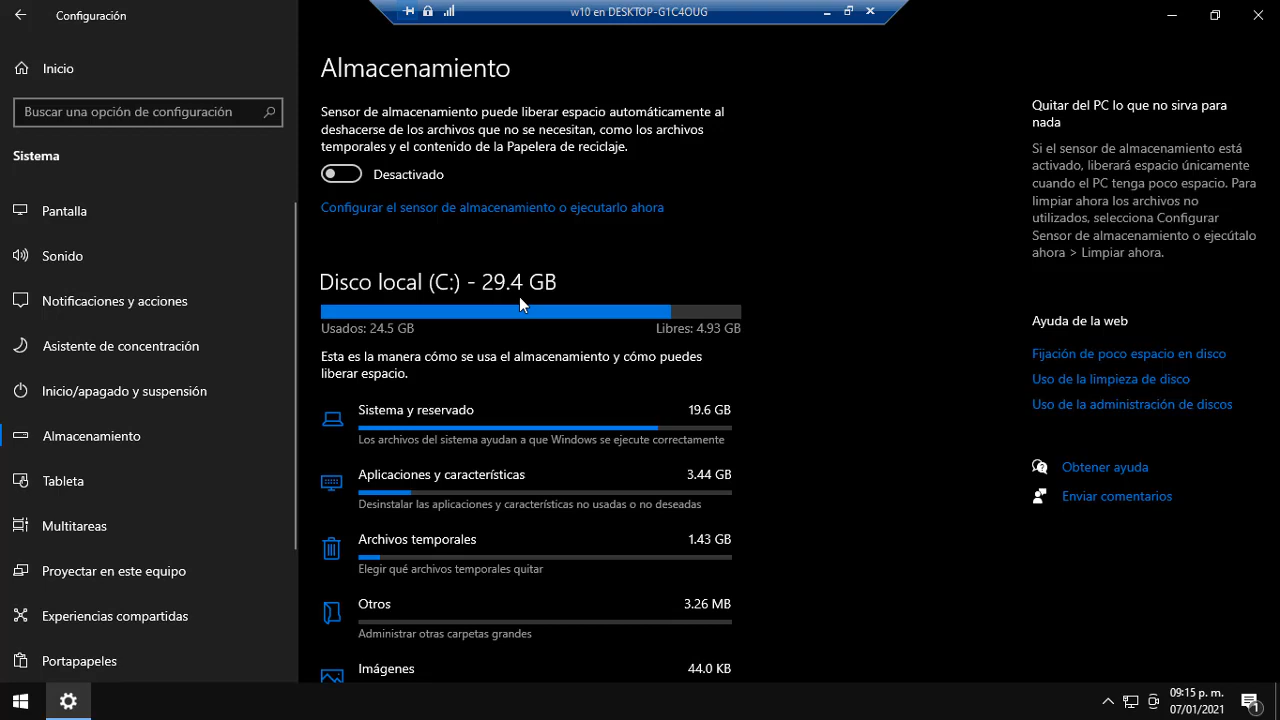 Configuración
w10 en DESKTOP-G1C4OUG
Inicio
Buscar una opción de configuración
Sistema
Pantalla
Sonido
Notificaciones y acciones
Asistente de concentración
Inicio/apagado y suspensión
Almacenamiento
Tableta
Multitareas
Proyectar en este equipo
Experiencias compartidas
Portapapeles
Almacenamiento
Sensor de almacenamiento puede liberar espacio automáticamente al
deshacerse de los archivos que no se necesitan, como los archivos
temporales y el contenido de la Papelera de reciclaje.
Desactivado
Configurar el sensor de almacenamiento o ejecutarlo ahora
Disco local (C:) - 29.4 GB
Usados: 24.5 GB
Libres: 4.93 GB
Esta es la manera cómo se usa el almacenamiento y cómo puedes
liberar espacio.
Sistema y reservado
19.6 GB
Los archivos del sistema ayudan a que Windows se ejecute correctamente
Aplicaciones y características
3.44 GB
Desinstalar las aplicaciones y características no usadas o no deseadas
Archivos temporales
1.43 GB
Elegir qué archivos temporales quitar
Otros
3.26 MB
Administrar otras carpetas grandes
Imágenes
44.0 KB
Quitar del PC lo que no sirva para
nada
Si el sensor de almacenamiento está
activado, liberará espacio únicamente
cuando el PC tenga poco espacio. Para
limpiar ahora los archivos no
utilizados, selecciona Configurar
Sensor de almacenamiento o ejecútalo
ahora > Limpiar ahora.
Ayuda de la web
Fijación de poco espacio en disco
Uso de la limpieza de disco
Uso de la administración de discos
Obtener ayuda
Enviar comentarios
09:15 p. m.
07/01/2021
1